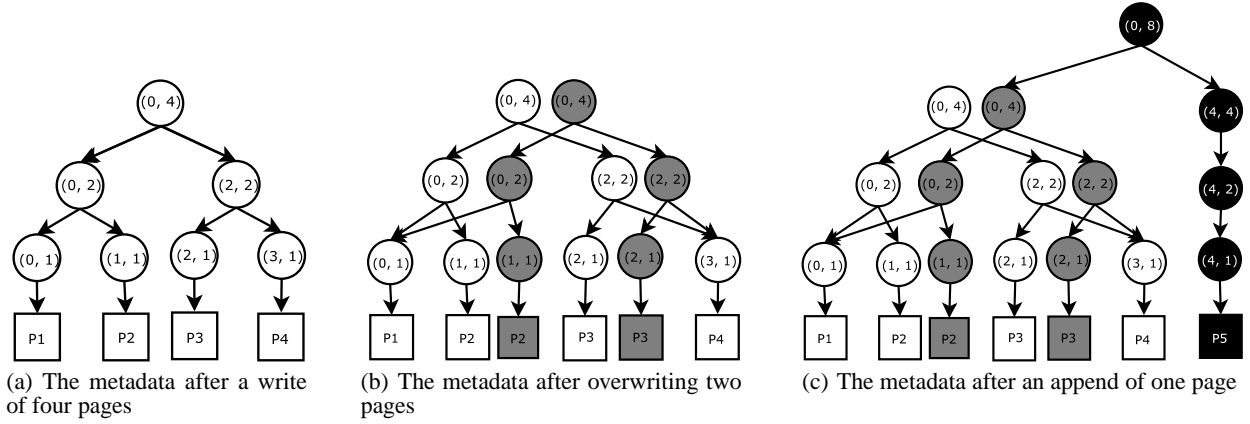 (0, 4)
(0, 2) (2, 2)
(0, 1) (1, 1) (2, 1) (3, 1)
P1 P2 P3 P4
(a) The metadata after a write
of four pages
(0, 4) (0, 4)
(0, 2) (0, 2) (2, 2) (2, 2)
(0, 1) (1, 1) (1, 1) (2, 1) (2, 1) (3, 1)
P1 P2 P2 P3 P3 P4
(b) The metadata after overwriting two
pages
(0, 8)
(0, 4) (0, 4) (4, 4)
(0, 2) (0, 2) (2, 2) (2, 2) (4, 2)
(0, 1) (1, 1) (1, 1) (2, 1) (2, 1) (3, 1) (4, 1)
P1 P2 P2 P3 P3 P4 P5
(c) The metadata after an append of one page